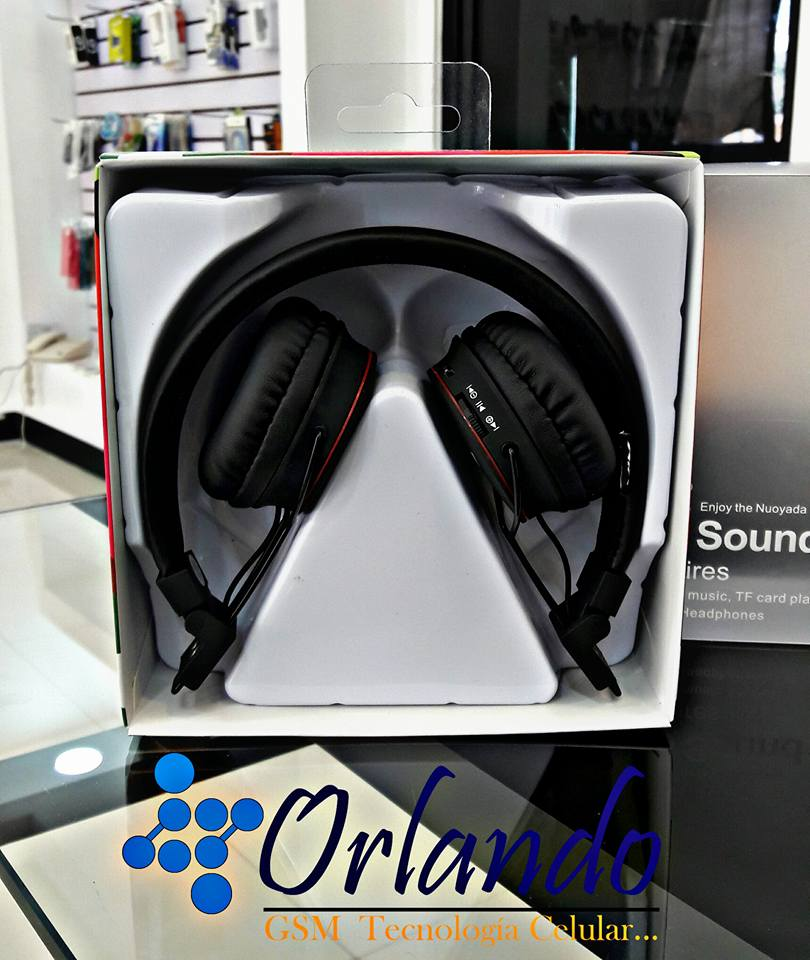 Enjoy the Nuoyada
Sound
ires
music, TF card pla
Headphones
Orlando
GSM Tecnología Celular...